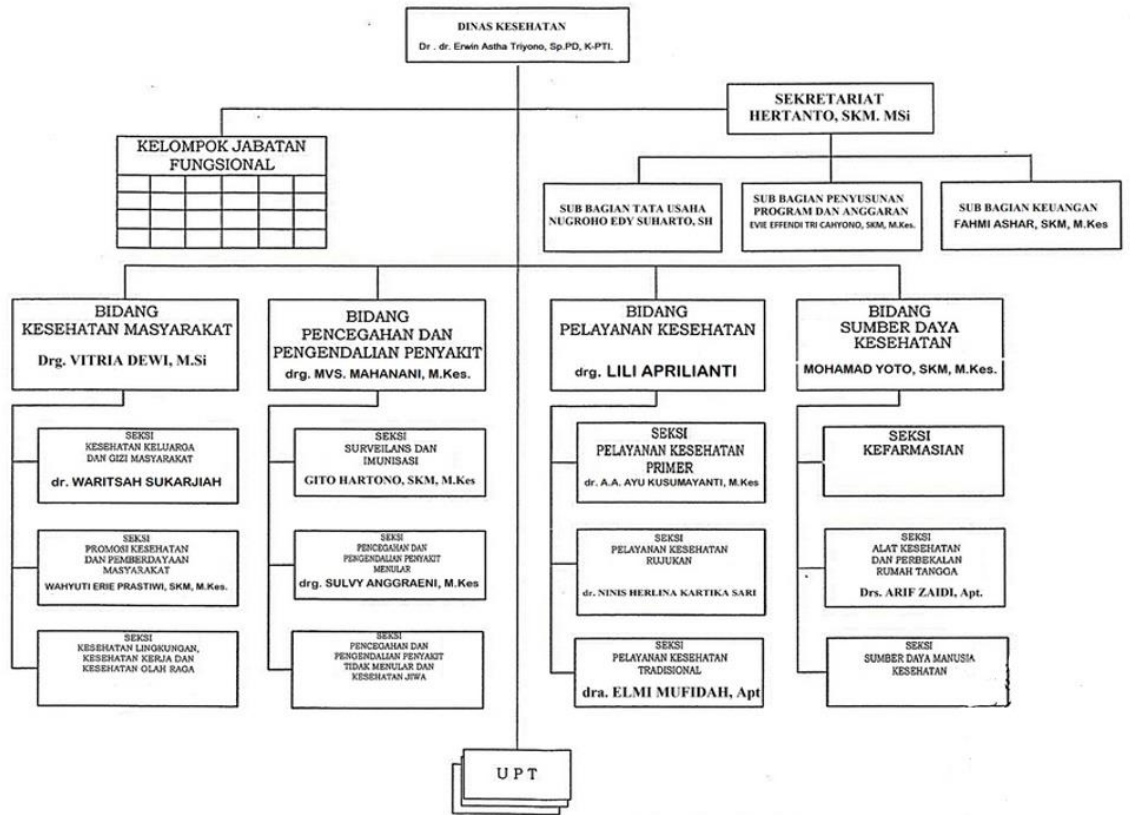 DINAS KESEHATAN
Dr . dr. Erwin Astha Triyono, Sp.PD, K-PTI.
SEKRETARIAT
HERTANTO, SKM. MSi
KELOMPOK JABATAN
FUNGSIONAL
SUB BAGIAN TATA USAHA
NUGROHO EDY SUHARTO, SH
SUB BAGIAN PENYUSUNAN
PROGRAM DAN ANGGARAN
EVIE EFFENDI TRI CAHYONO, SKM, M.Kes.
SUB BAGIAN KEUANGAN
FAHMI ASHAR, SKM, M.Kes
BIDANG
KESEHATAN MASYARAKAT
Drg. VITRIA DEWI, M.Si
BIDANG
PENCEGAHAN DAN
PENGENDALIAN PENYAKIT
drg. MVS. MAHANANI, M.Kes.
BIDANG
PELAYANAN KESEHATAN
drg. LILI APRILIANTI
BIDANG
SUMBER DAYA
KESEHATAN
MOHAMAD YOTO, SKM, M.Kes.
SEKSI
KESEHATAN KELUARGA
DAN GIZI MASYARAKAT
dr. WARITSAH SUKARJIAH
SEKSI
SURVEILANS DAN
IMUNISASI
GITO HARTONO, SKM, M.Kes
SEKSI
PELAYANAN KESEHATAN
PRIMER
dr. A.A. AYU KUSUMAYANTI, M.Kes
SEKSI
KEFARMASIAN
SEKSI
PROMOSI KESEHATAN
DAN PEMBERDAYAAN
MASYARAKAT
WAHYUTI ERIE PRASTIWI, SKM, M.Kes.
SEKSI
PENCEGAHAN DAN
PENGENDALIAN PENYAKIT
MENULAR
drg. SULVY ANGGRAENI, M.Kes
SEKSI
PELAYANAN KESEHATAN
RUJUKAN
dr. NINIS HERLINA KARTIKA SARI
SEKSI
ALAT KESEHATAN
DAN PERBEKALAN
RUMAH TANGGA
Drs. ARIF ZAIDI, Apt.
SEKSI
KESEHATAN LINGKUNGAN,
KESEHATAN KERJA DAN
KESEHATAN OLAH RAGA
SEKSI
PENCEGAHAN DAN
PENGENDALIAN PENYAKIT
TIDAK MENULAR DAN
KESEHATAN JIWA
SEKSI
PELAYANAN KESEHATAN
TRADISIONAL
dra. ELMI MUFIDAH, Apt
SEKSI
SUMBER DAYA MANUSIA
KESEHATAN
U P T